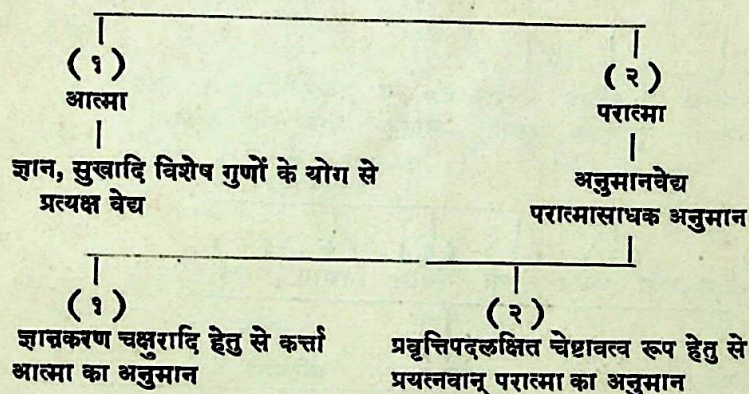 (१)
आत्मा
ज्ञान, सुखादि विशेष गुणों के योग से
प्रत्यक्ष वेद्य
(२)
परात्मा
अनुमानवेद्य
परात्मासाधक अनुमान
(१)
ज्ञानकरण चक्षुरादि हेतु से कर्त्ता
आत्मा का अनुमान
(२)
प्रवृत्तिपदलक्षित चेष्टावत्व रूप हेतु से
प्रयत्नवान् परात्मा का अनुमान